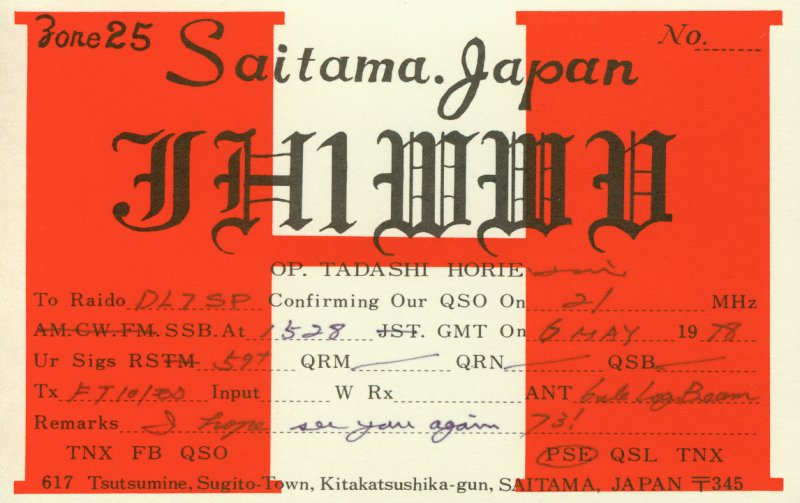 Zone 25
No.
Saitama. Japan
JH1WWV
OP. TADASHI HORIE
To Raido DL7SP Confirming Our QSO On 21 MHz
AM.CW.FM. SSB. At 1528 JST. GMT On 6 MAY 1978
Ur Sigs RSTM 59+ QRM QRN QSB
Tx Input W Rx ANT Beam
Remarks I hope see you again 73!
TNX FB QSO PSE QSL TNX
617 Tsutsumine, Sugito-Town, Kitakatsushika-gun, SAITAMA, JAPAN 〒345